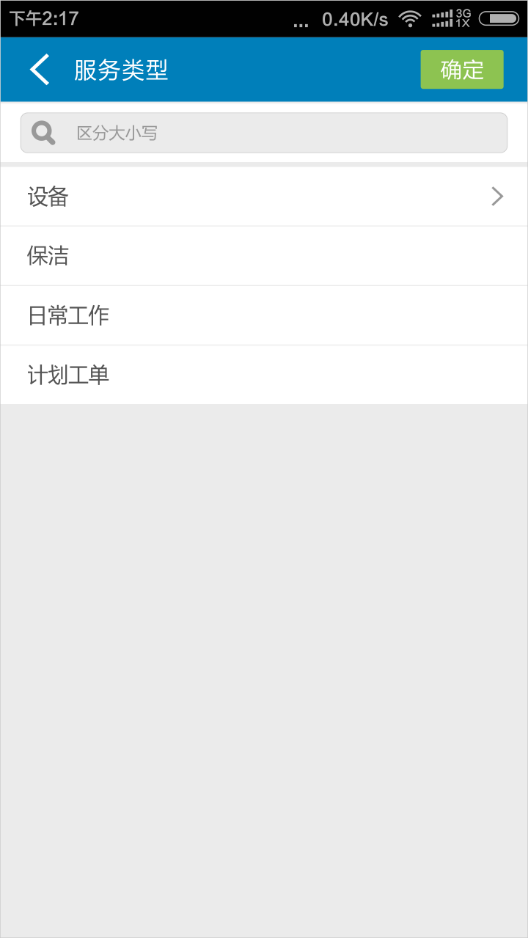 下午2:17 ... 0.40K/s 3G 1X
服务类型 确定
区分大小写
设备
保洁
日常工作
计划工单